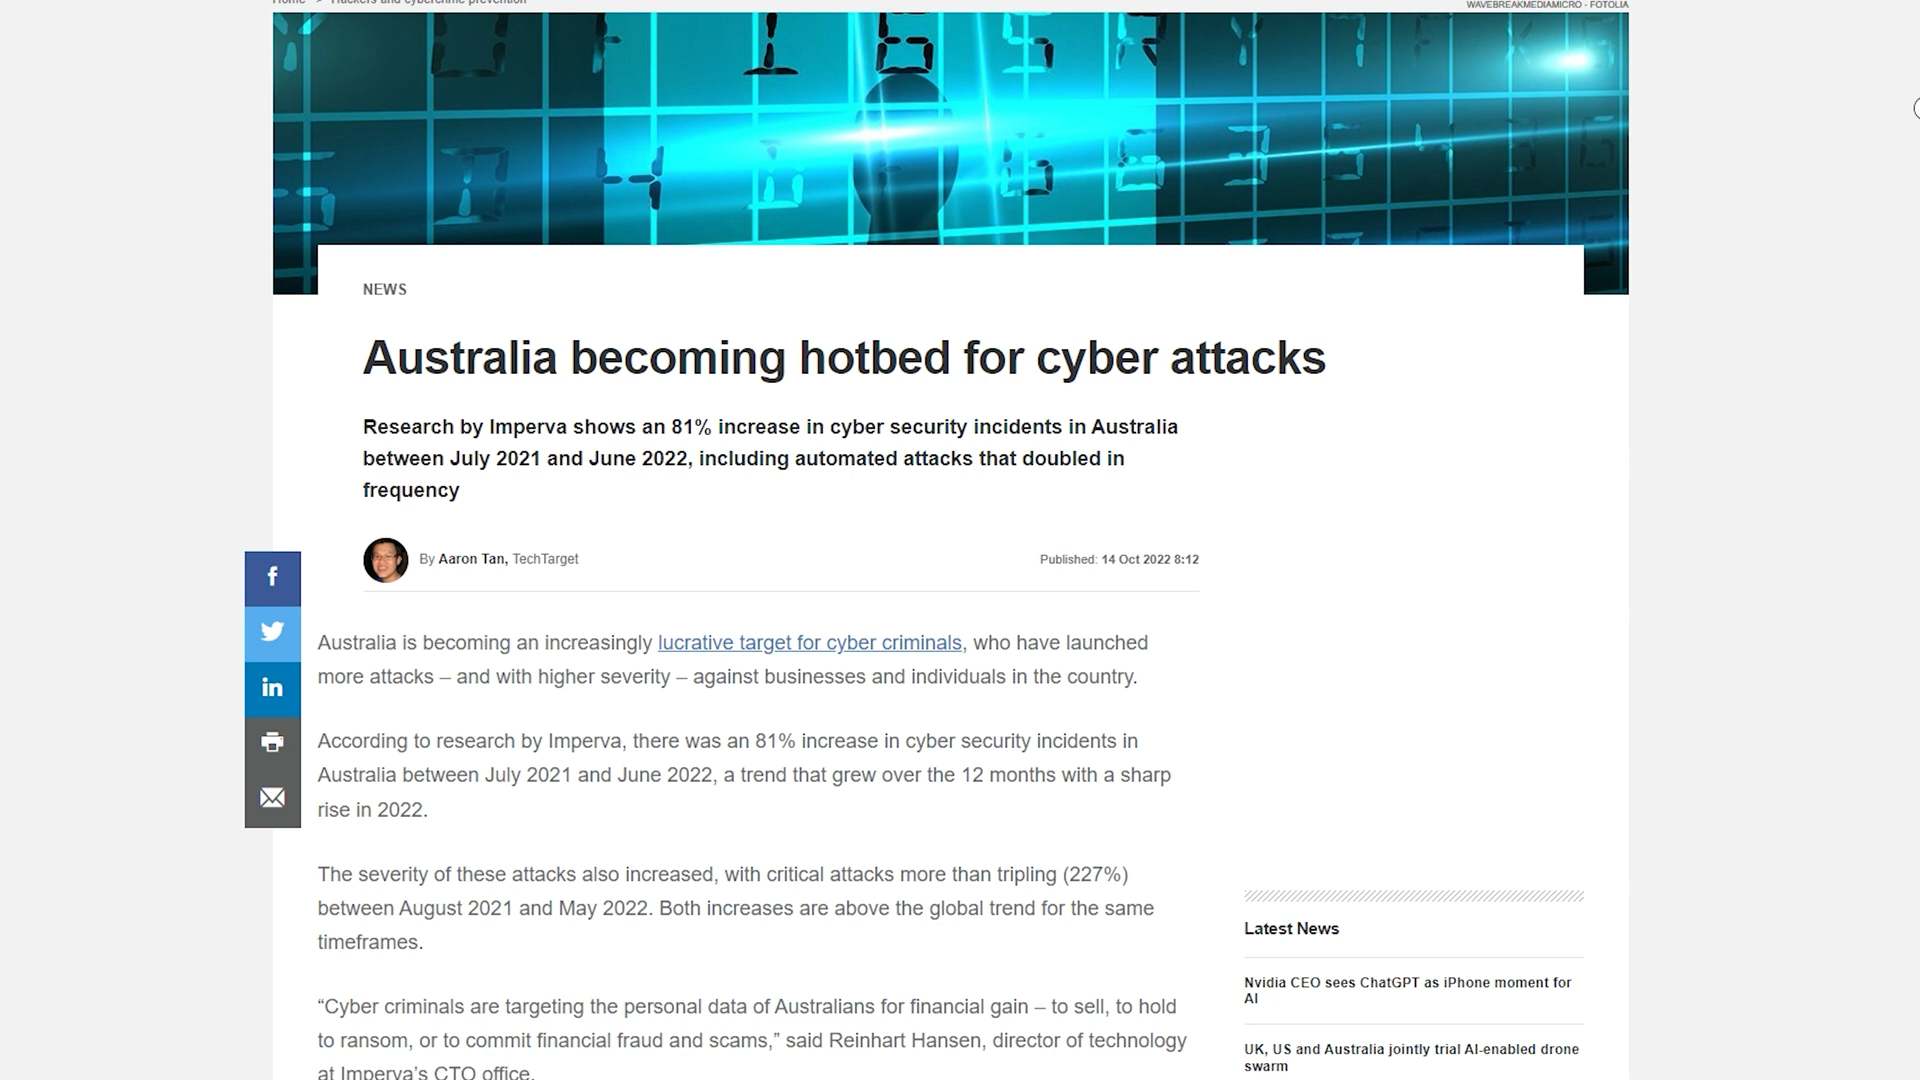 Home > Hackers and cybercrime prevention
WAVEBREAKMEDIAMICRO - FOTOLIA
NEWS
Australia becoming hotbed for cyber attacks
Research by Imperva shows an 81% increase in cyber security incidents in Australia
between July 2021 and June 2022, including automated attacks that doubled in
frequency
By Aaron Tan, TechTarget
Published: 14 Oct 2022 8:12
f
in
Australia is becoming an increasingly lucrative target for cyber criminals, who have launched
more attacks – and with higher severity – against businesses and individuals in the country.
According to research by Imperva, there was an 81% increase in cyber security incidents in
Australia between July 2021 and June 2022, a trend that grew over the 12 months with a sharp
rise in 2022.
The severity of these attacks also increased, with critical attacks more than tripling (227%)
between August 2021 and May 2022. Both increases are above the global trend for the same
timeframes.
“Cyber criminals are targeting the personal data of Australians for financial gain – to sell, to hold
to ransom, or to commit financial fraud and scams,” said Reinhart Hansen, director of technology
at Imperva’s CTO office.
Latest News
Nvidia CEO sees ChatGPT as iPhone moment for
AI
UK, US and Australia jointly trial AI-enabled drone
swarm